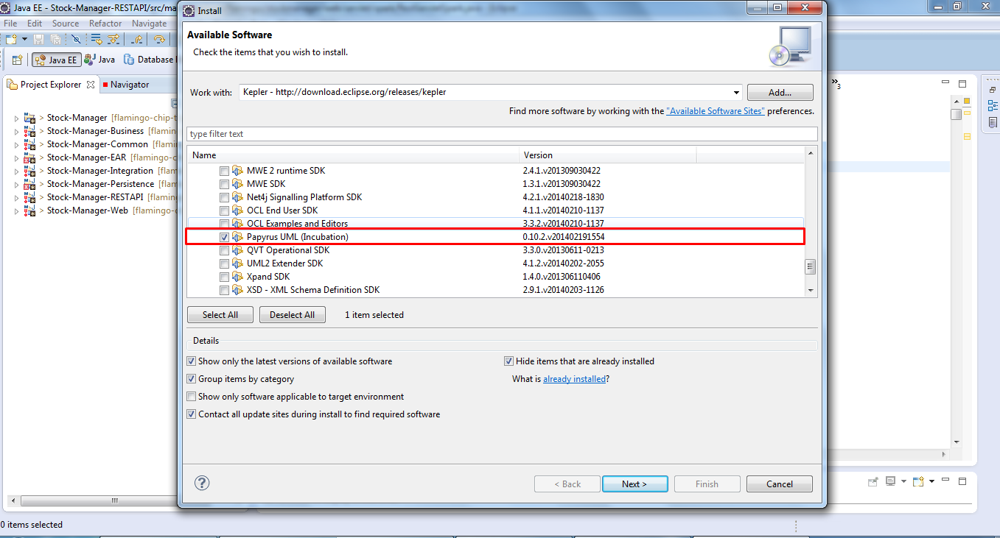 Java EE - Stock-Manager-RESTAPI/src/ma
Install
File Edit Source Refactor Navigate
Available Software
Check the items that you wish to install.
Java EE Java Database
Project Explorer Navigator
Work with: Kepler - http://download.eclipse.org/releases/kepler Add...
»3
Find more software by working with the "Available Software Sites" preferences.
type filter text
Name Version
> Stock-Manager [flamingo-chip-t
> Stock-Manager-Business [flaming
> Stock-Manager-Common [flami
> Stock-Manager-EAR [flamingo-c
> Stock-Manager-Integration [flam
> Stock-Manager-Persistence [flam
> Stock-Manager-RESTAPI [flamin
> Stock-Manager-Web [flamingo-
MWE 2 runtime SDK 2.4.1.v201309030422
MWE SDK 1.3.1.v201309030422
Net4j Signalling Platform SDK 4.2.1.v20140218-1830
OCL End User SDK 4.1.1.v20140210-1137
OCL Examples and Editors 3.3.2.v20140210-1137
Papyrus UML (Incubation) 0.10.2.v201402191554
QVT Operational SDK 3.3.0.v20130611-0213
UML2 Extender SDK 4.1.2.v20140202-2055
Xpand SDK 1.4.0.v201306110406
XSD - XML Schema Definition SDK 2.9.1.v20140203-1126
Select All Deselect All 1 item selected
Details
Show only the latest versions of available software Hide items that are already installed
Group items by category What is already installed?
Show only software applicable to target environment
Contact all update sites during install to find required software
< Back Next > Finish Cancel
0 items selected